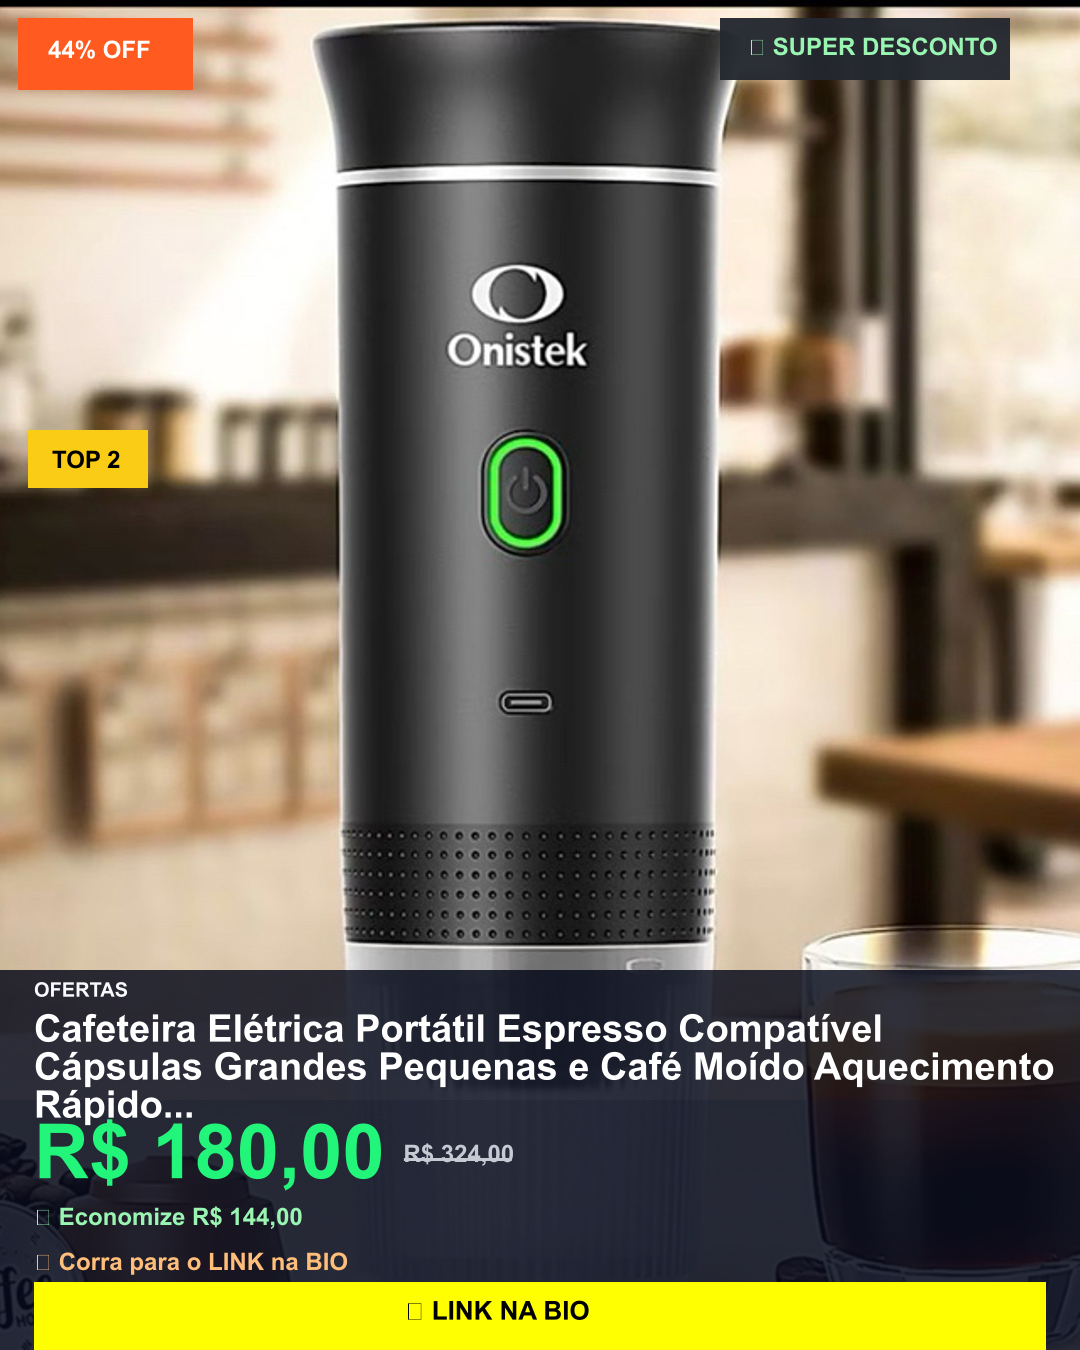 44% OFF
SUPER DESCONTO
Onistek
TOP 2
OFERTAS
Cafeteira Elétrica Portátil Espresso Compatível
Cápsulas Grandes Pequenas e Café Moído Aquecimento
Rápido...
R$ 180,00 R$ 324,00
Economize R$ 144,00
Corra para o LINK na BIO
LINK NA BIO